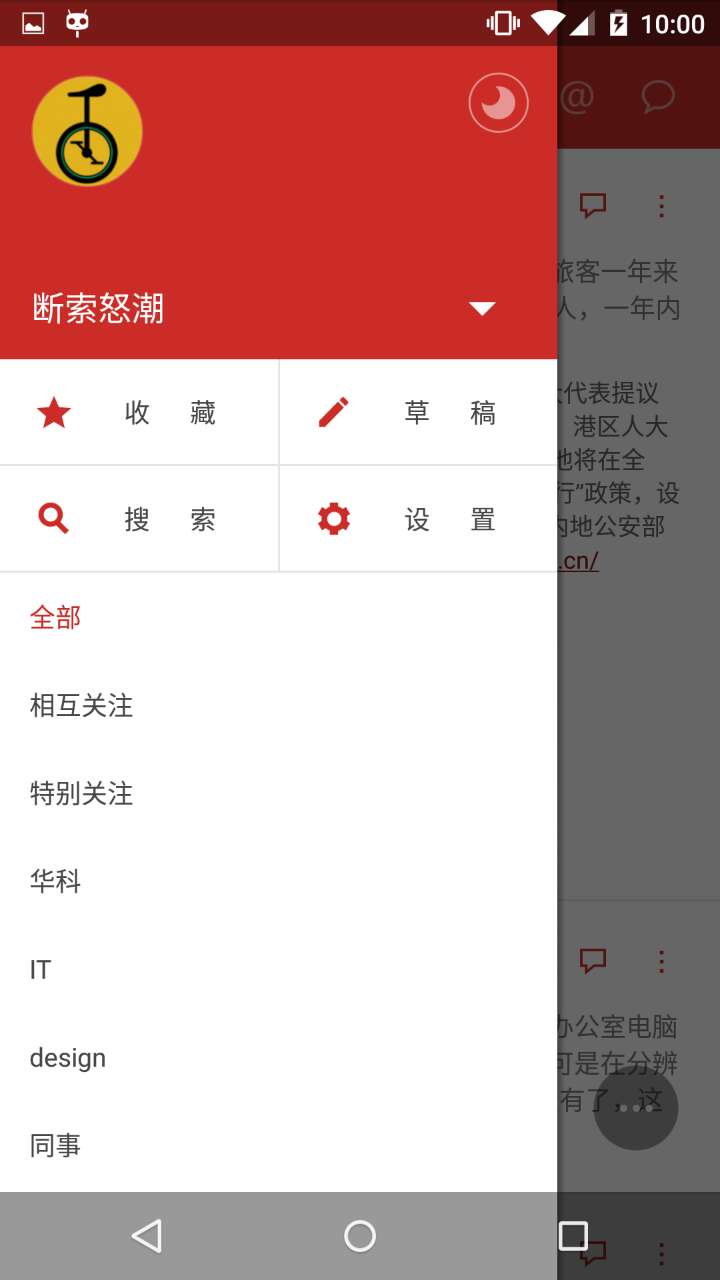 10:00
@
断索怒潮
收 藏
草 稿
搜 索
设 置
全部
相互关注
特别关注
华科
IT
design
同事
旅客一年来
人，一年内
代表提议
港区人大
地将在全
行”政策，设
内地公安部
.cn/
办公室电脑
可是在分辨
有了，这